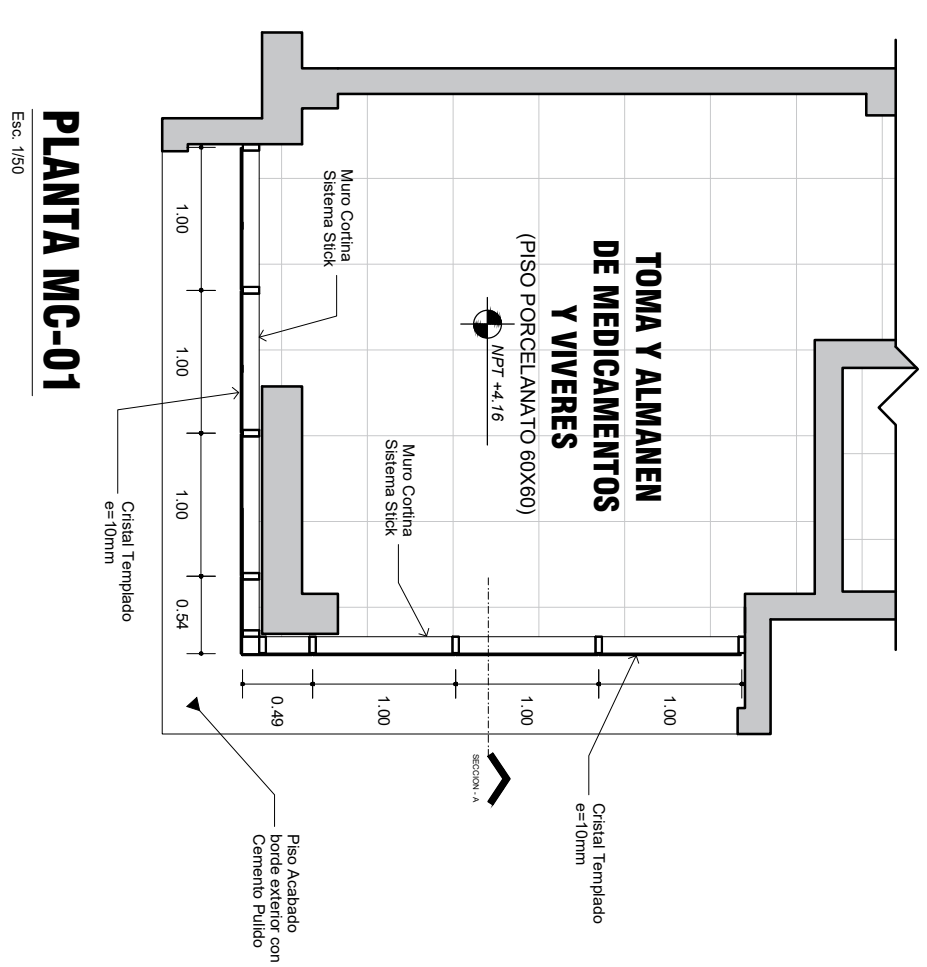 TOMA Y ALMANEN
DE MEDICAMENTOS
Y VIVERES
(PISO PORCELANATO 60X60)
NPT +4.16
Muro Cortina
Sistema Stick
Muro Cortina
Sistema Stick
1.00
1.00
1.00
0.54
0.49
1.00
1.00
1.00
SECCION - A
Cristal Templado
e=10mm
Cristal Templado
e=10mm
Piso Acabado
borde exterior con
Cemento Pulido
PLANTA MC-01
Esc. 1/50